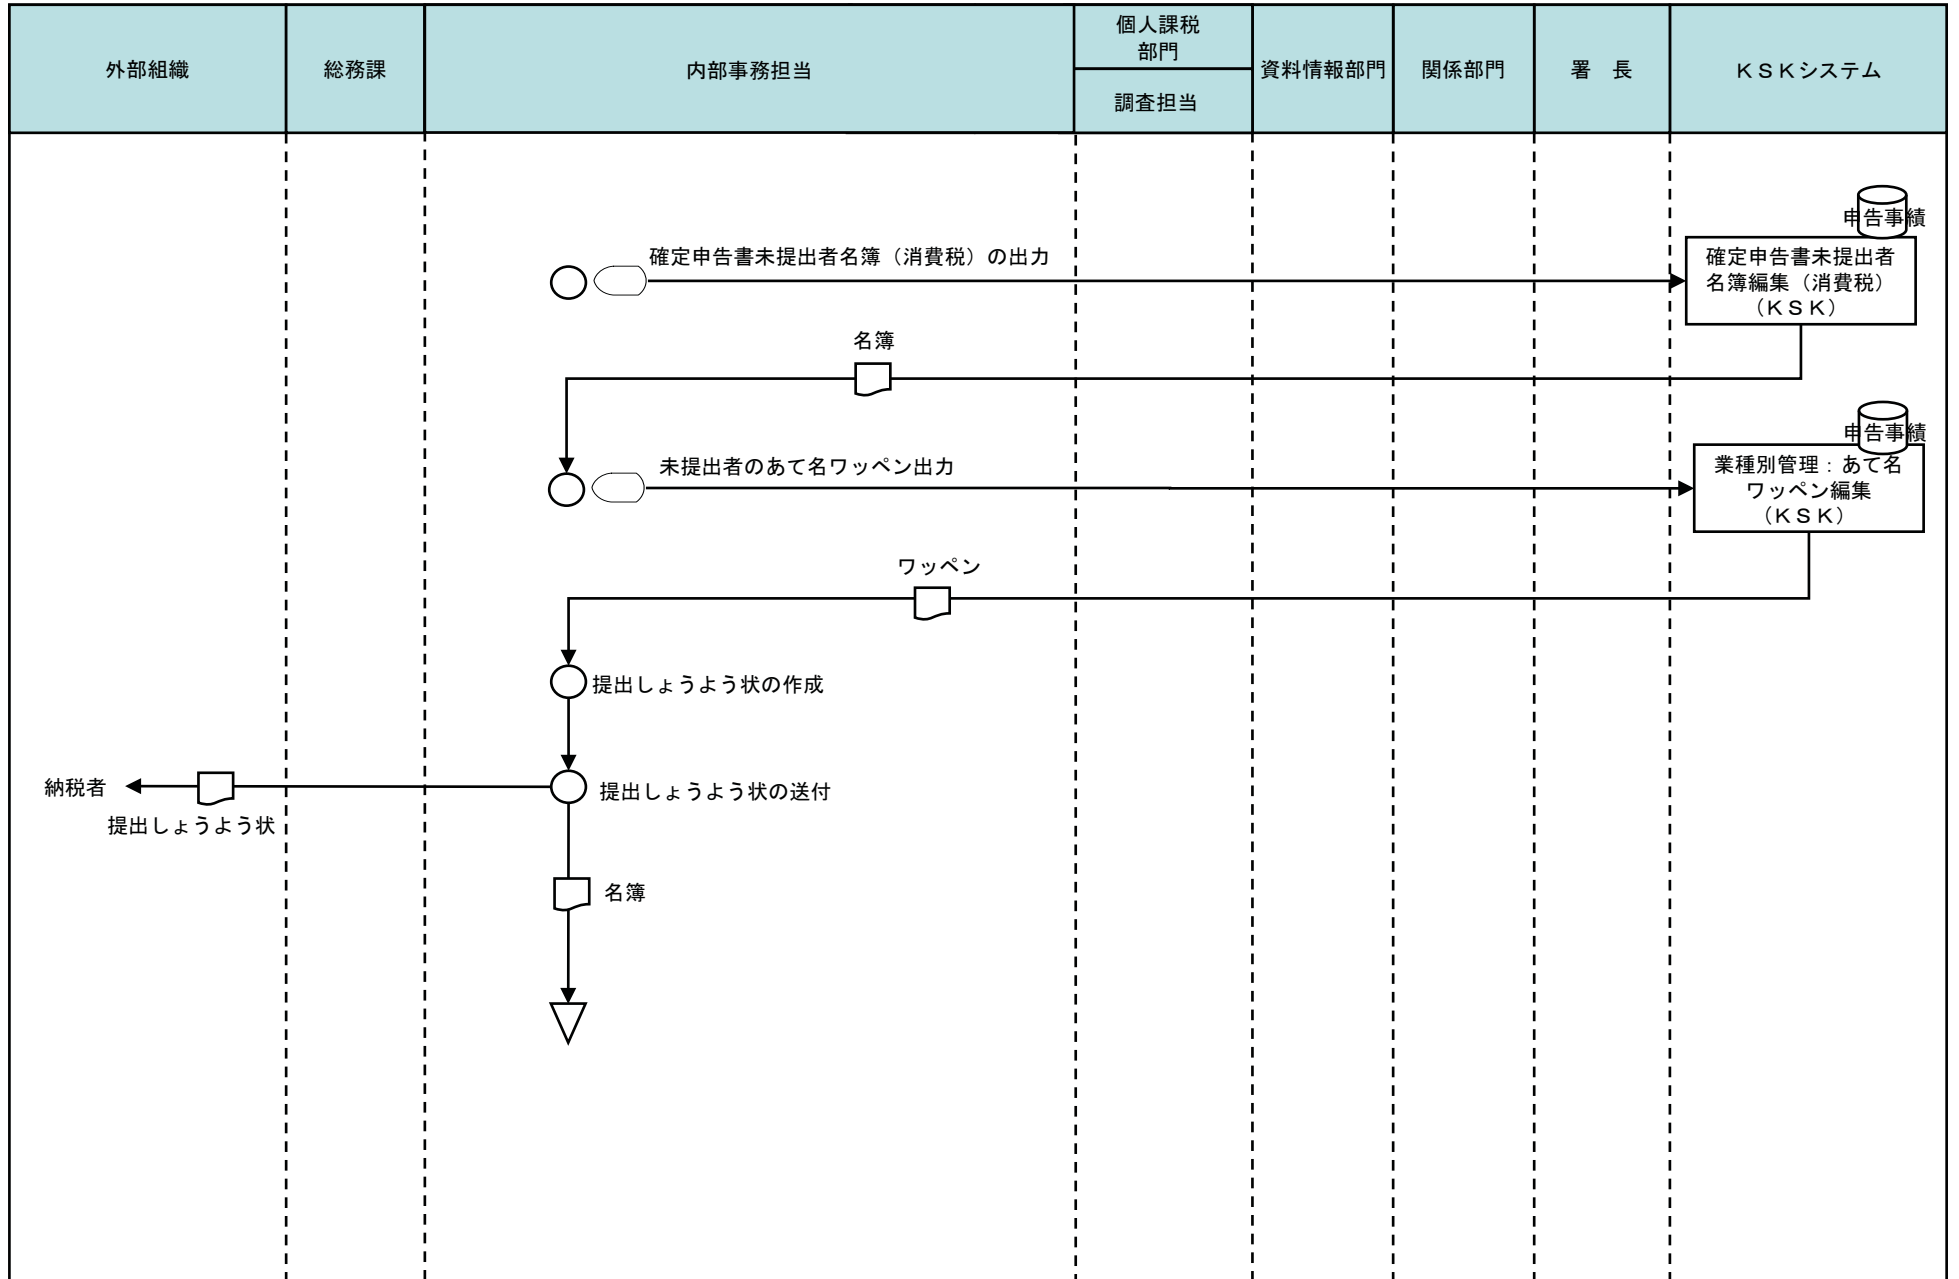 外部組織
総務課
内部事務担当
個人課税
部門
調査担当
資料情報部門
関係部門
署　長
ＫＳＫシステム
申告事績
確定申告書未提出者名簿（消費税）の出力
確定申告書未提出者
名簿編集（消費税）
（ＫＳＫ）
名簿
申告事績
未提出者のあて名ワッペン出力
業種別管理：あて名
ワッペン編集
（ＫＳＫ）
ワッペン
提出しょうよう状の作成
納税者
提出しょうよう状の送付
提出しょうよう状
名簿